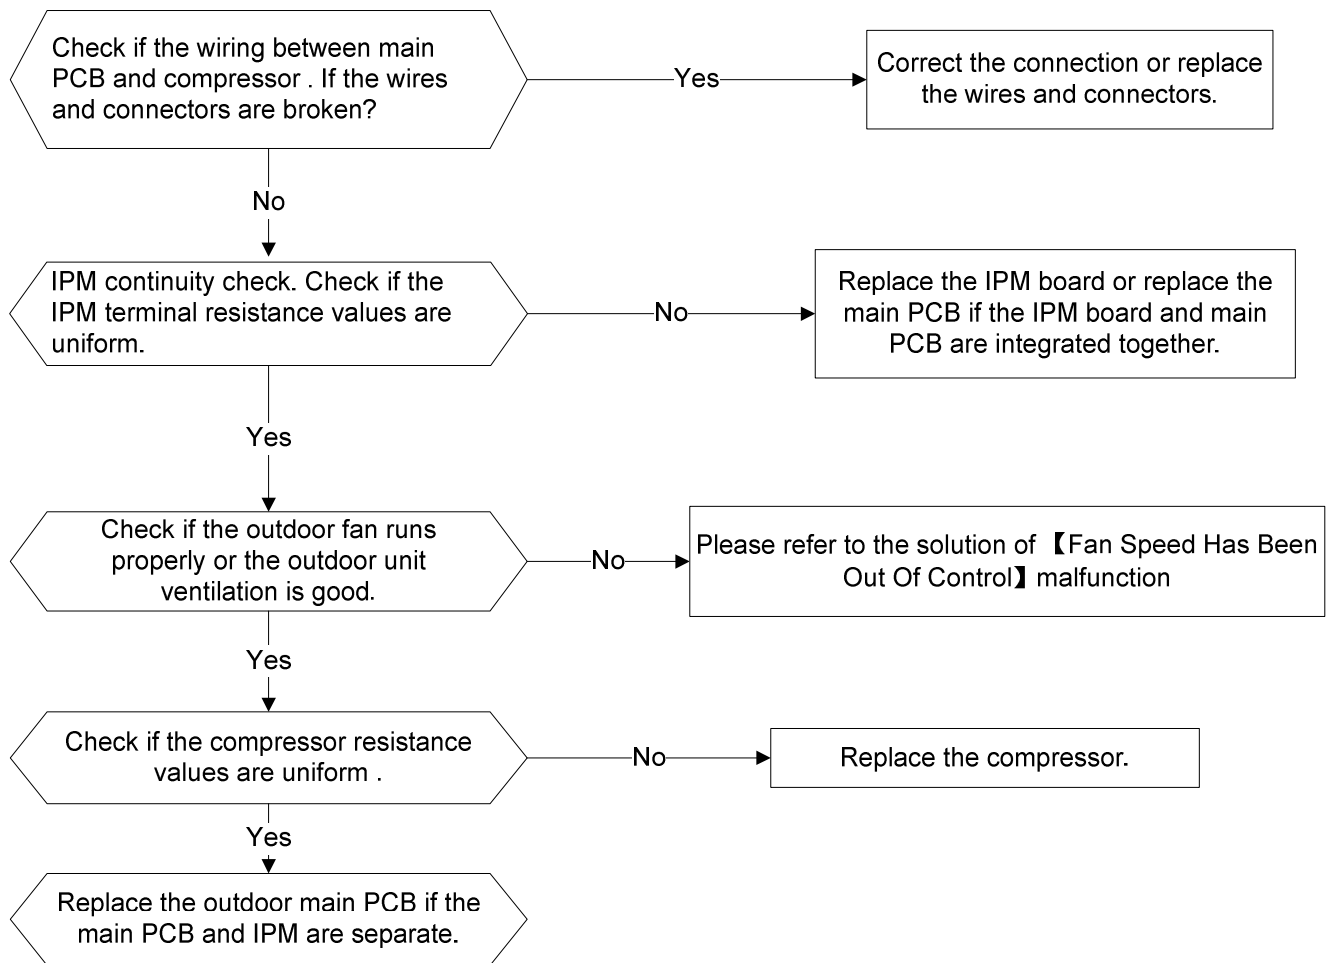 Check if the wiring between main
PCB and compressor . If the wires
and connectors are broken?
Yes
Correct the connection or replace
the wires and connectors.
No
IPM continuity check. Check if the
IPM terminal resistance values are
uniform.
No
Replace the IPM board or replace the
main PCB if the IPM board and main
PCB are integrated together.
Yes
Check if the outdoor fan runs
properly or the outdoor unit
ventilation is good.
No
Please refer to the solution of 【Fan Speed Has Been
Out Of Control】malfunction
Yes
Check if the compressor resistance
values are uniform .
No
Replace the compressor.
Yes
Replace the outdoor main PCB if the
main PCB and IPM are separate.